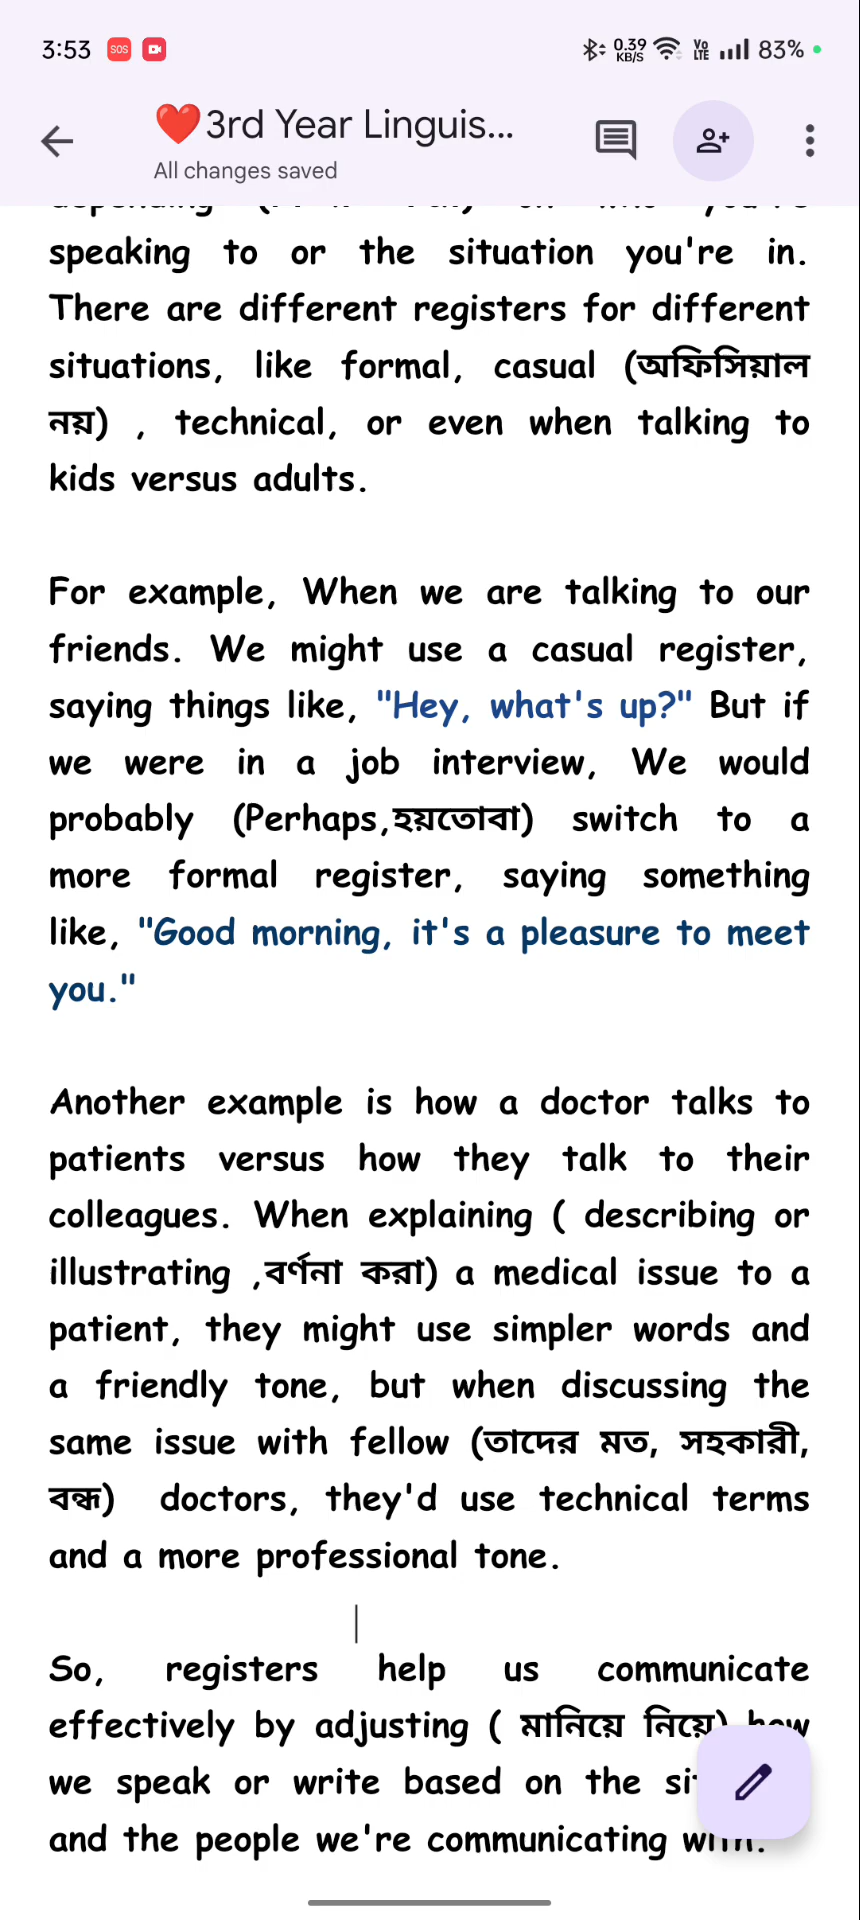 3:53 SOS 0.39 KB/S Vo LTE 83%
❤️3rd Year Linguis...
All changes saved
speaking to or the situation you're in.
There are different registers for different
situations, like formal, casual (অফিসিয়াল
নয়) , technical, or even when talking to
kids versus adults.
For example, When we are talking to our
friends. We might use a casual register,
saying things like, "Hey, what's up?" But if
we were in a job interview, We would
probably (Perhaps,হয়তোবা) switch to a
more formal register, saying something
like, "Good morning, it's a pleasure to meet
you."
Another example is how a doctor talks to
patients versus how they talk to their
colleagues. When explaining ( describing or
illustrating ,বর্ণনা করা) a medical issue to a
patient, they might use simpler words and
a friendly tone, but when discussing the
same issue with fellow (তাদের মত, সহকারী,
বন্ধ) doctors, they'd use technical terms
and a more professional tone.
So, registers help us communicate
effectively by adjusting ( মানিয়ে নিয়ে) how
we speak or write based on the
and the people we're communicating with.